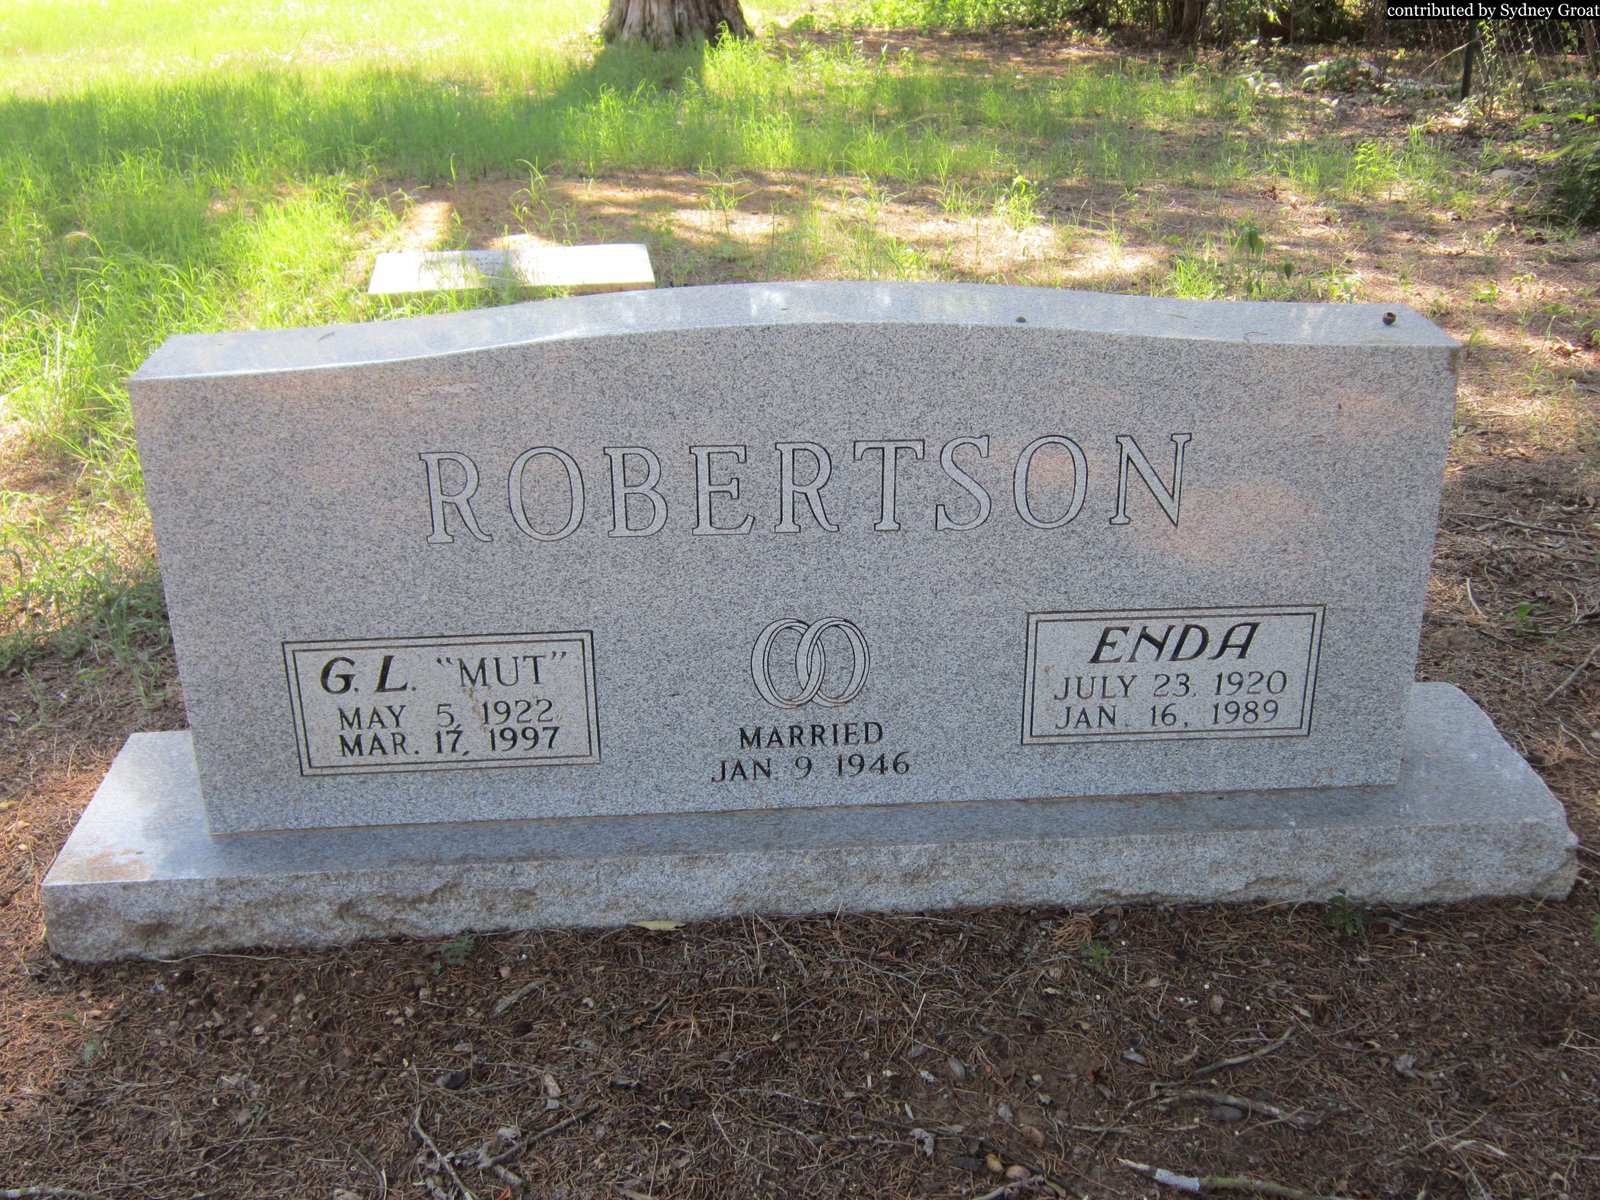 contributed by Sydney Groat
ROBERTSON
G. L. "MUT"
MAY 5, 1922
MAR. 17, 1997
MARRIED
JAN. 9 1946
ENDA
JULY 23, 1920
JAN. 16, 1989